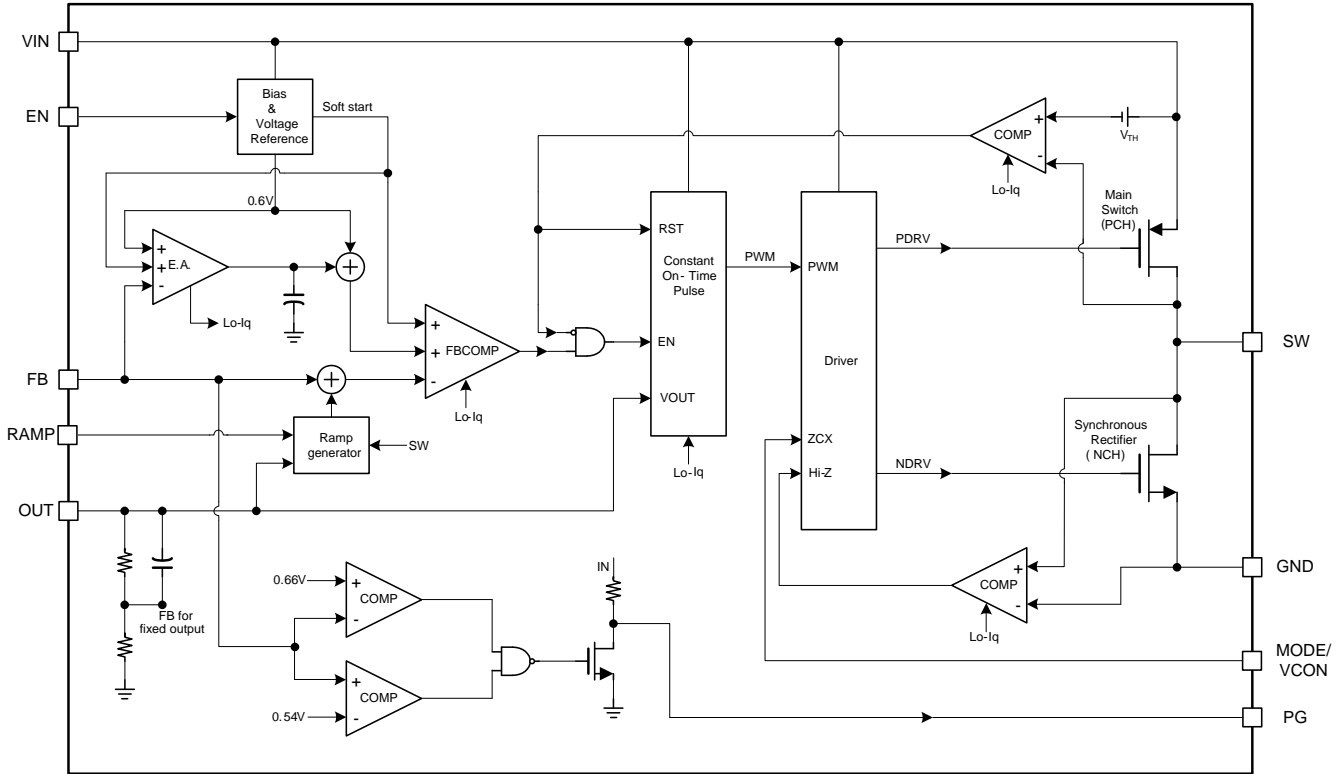 VIN
EN
Bias
&
Voltage
Reference
Soft start
0.6V
+
+
-
E.A.
Lo-Iq
+
+
+
-
FBCOMP
Lo-Iq
FB
RAMP
+
Ramp
generator
SW
OUT
FB for
fixed output
0.66V
+
-
COMP
0.54V
+
-
COMP
IN
RST
Constant
On- Time
Pulse
EN
VOUT
Lo-Iq
PWM
PWM
Driver
ZCX
Hi-Z
PDRV
NDRV
+
-
COMP
Lo-Iq
VTH
Main
Switch
(PCH)
Synchronous
Rectifier
( NCH)
+
-
COMP
Lo-Iq
SW
GND
MODE/
VCON
PG